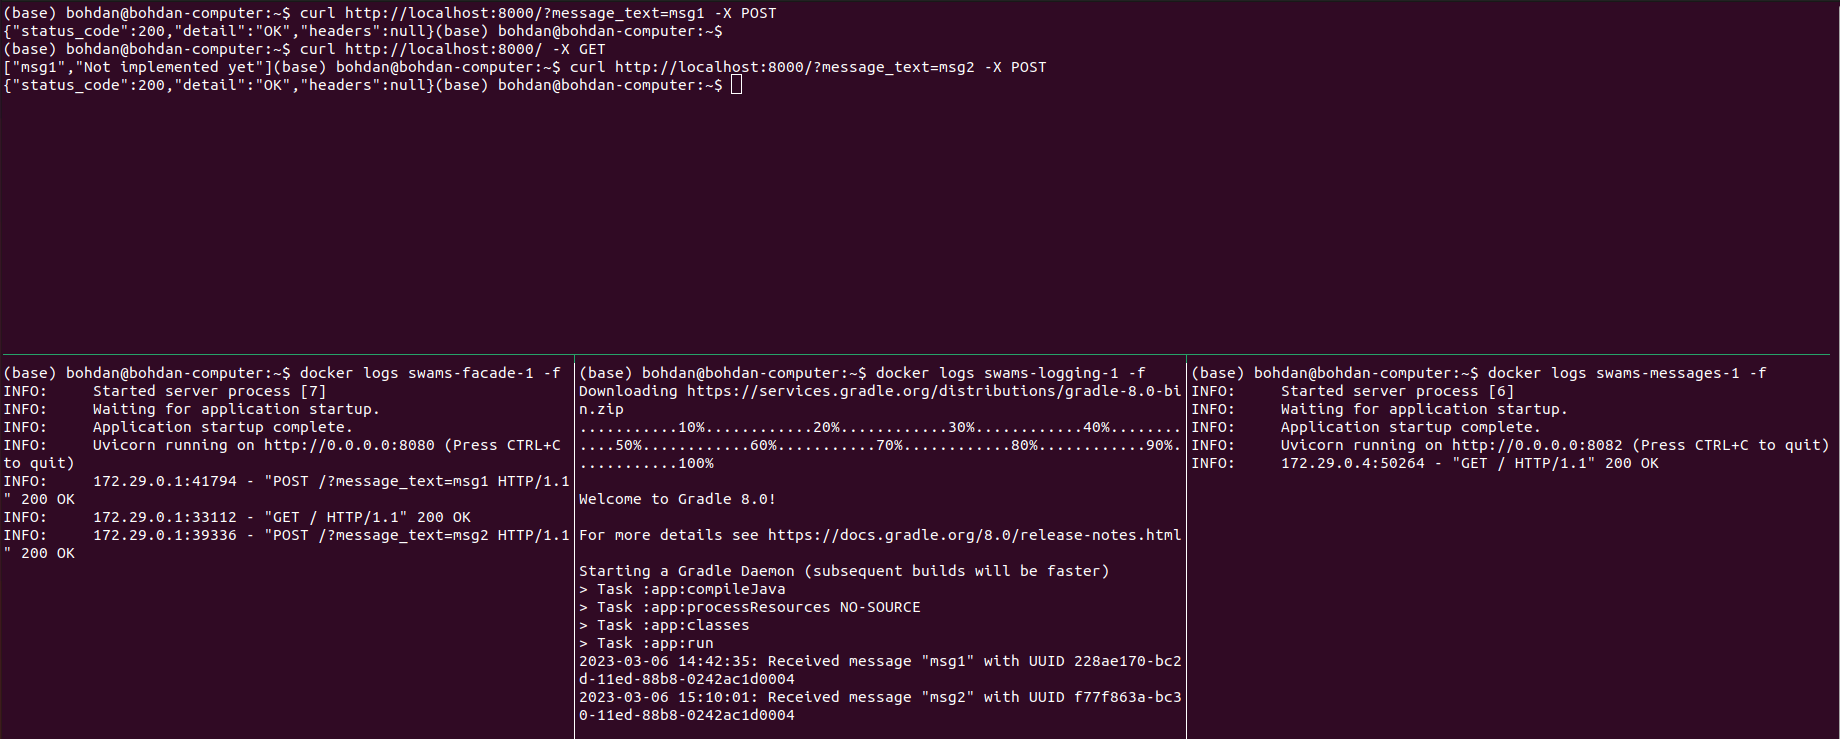 (base) bohdan@bohdan-computer:~$ curl http://localhost:8000/?message_text=msg1 -X POST
{"status_code":200,"detail":"OK","headers":null}(base) bohdan@bohdan-computer:~$
(base) bohdan@bohdan-computer:~$ curl http://localhost:8000/ -X GET
["msg1","Not implemented yet"](base) bohdan@bohdan-computer:~$ curl http://localhost:8000/?message_text=msg2 -X POST
{"status_code":200,"detail":"OK","headers":null}(base) bohdan@bohdan-computer:~$
(base) bohdan@bohdan-computer:~$ docker logs swams-facade-1 -f
INFO:     Started server process [7]
INFO:     Waiting for application startup.
INFO:     Application startup complete.
INFO:     Uvicorn running on http://0.0.0.0:8080 (Press CTRL+C
to quit)
INFO:     172.29.0.1:41794 - "POST /?message_text=msg1 HTTP/1.1
" 200 OK
INFO:     172.29.0.1:33112 - "GET / HTTP/1.1" 200 OK
INFO:     172.29.0.1:39336 - "POST /?message_text=msg2 HTTP/1.1
" 200 OK
(base) bohdan@bohdan-computer:~$ docker logs swams-logging-1 -f
Downloading https://services.gradle.org/distributions/gradle-8.0-bi
n.zip
...........10%............20%............30%............40%........
....50%............60%............70%............80%............90%.
...........100%
Welcome to Gradle 8.0!
For more details see https://docs.gradle.org/8.0/release-notes.html
Starting a Gradle Daemon (subsequent builds will be faster)
> Task :app:compileJava
> Task :app:processResources NO-SOURCE
> Task :app:classes
> Task :app:run
2023-03-06 14:42:35: Received message "msg1" with UUID 228ae170-bc2
d-11ed-88b8-0242ac1d0004
2023-03-06 15:10:01: Received message "msg2" with UUID f77f863a-bc3
0-11ed-88b8-0242ac1d0004
(base) bohdan@bohdan-computer:~$ docker logs swams-messages-1 -f
INFO:     Started server process [6]
INFO:     Waiting for application startup.
INFO:     Application startup complete.
INFO:     Uvicorn running on http://0.0.0.0:8082 (Press CTRL+C to quit)
INFO:     172.29.0.4:50264 - "GET / HTTP/1.1" 200 OK